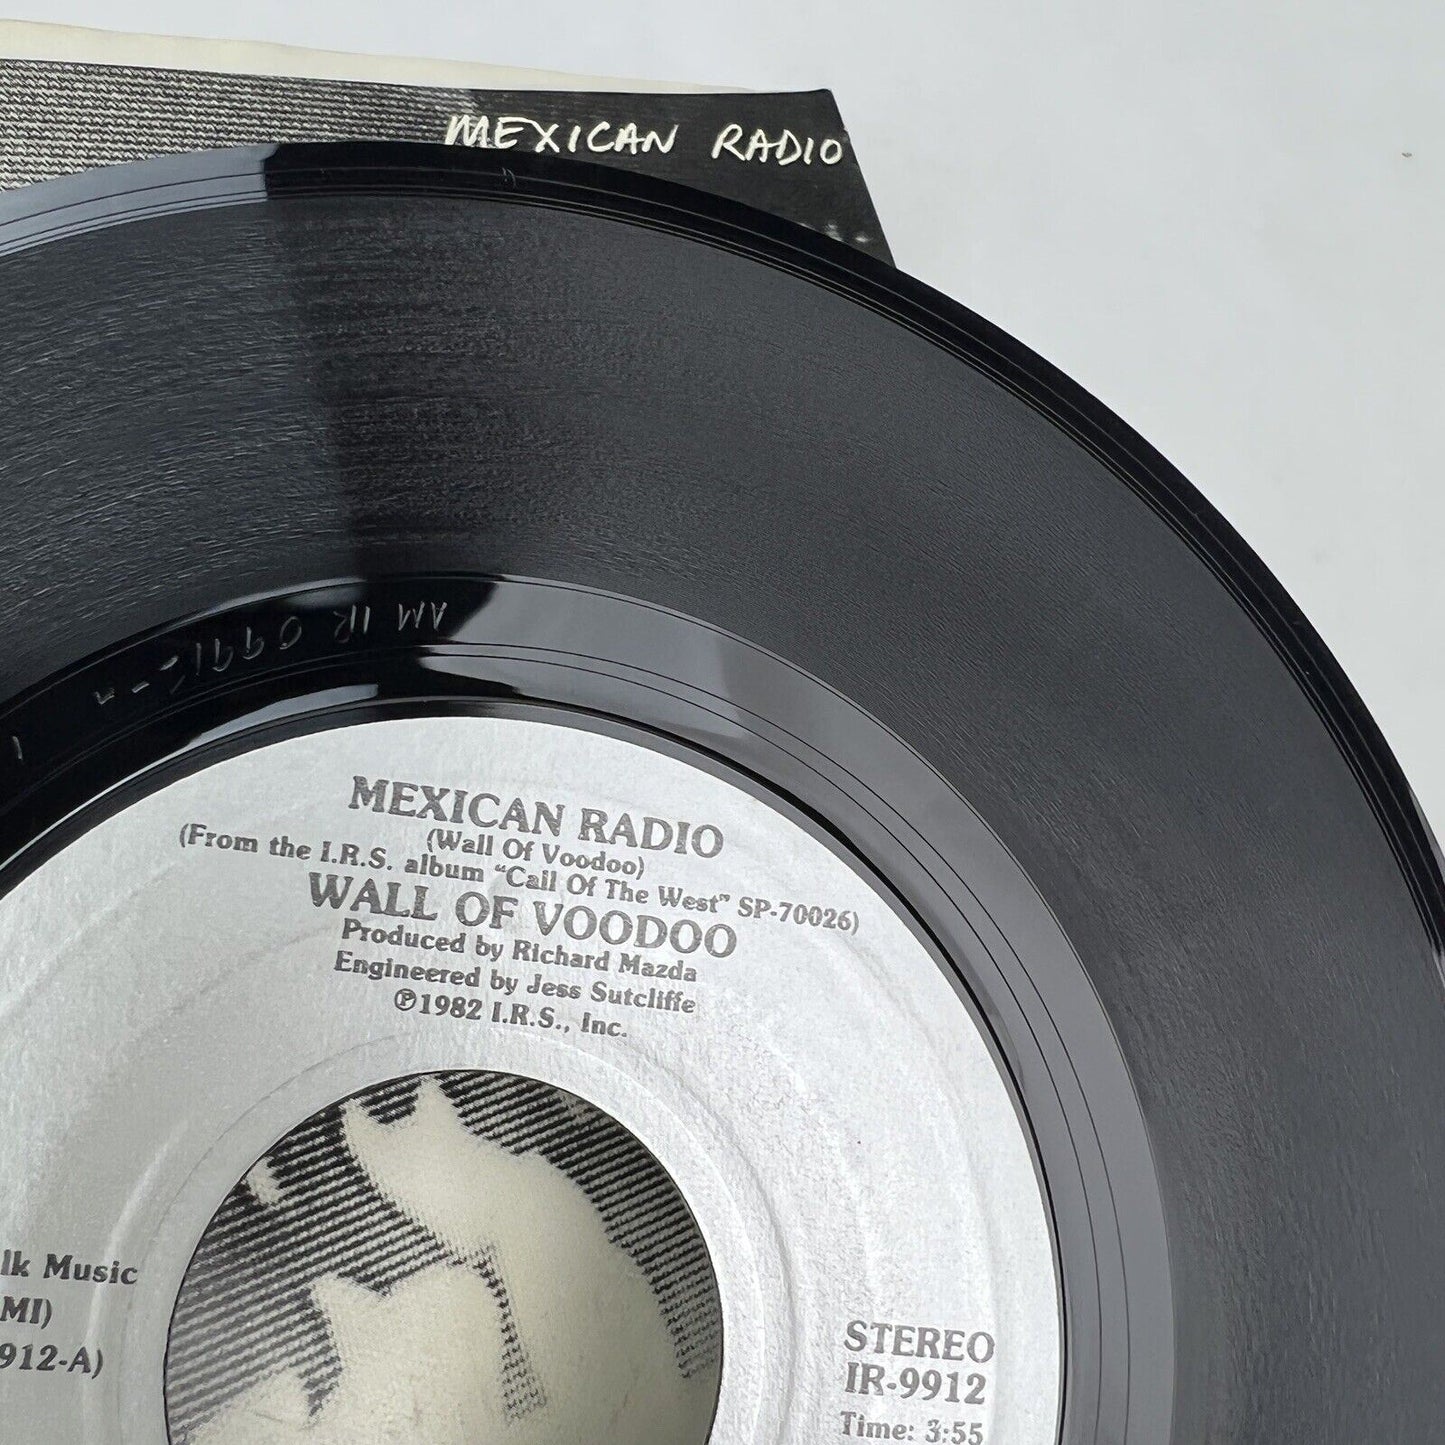 MEXICAN RADIO
AM IR 0991
MEXICAN RADIO
(Wall Of Voodoo)
(From the I.R.S. album "Call Of The West" SP-70026)
WALL OF VOODOO
Produced by Richard Mazda
Engineered by Jess Sutcliffe
℗1982 I.R.S., Inc.
lk Music
MI)
912-A)
STEREO
IR-9912
Time: 3:55